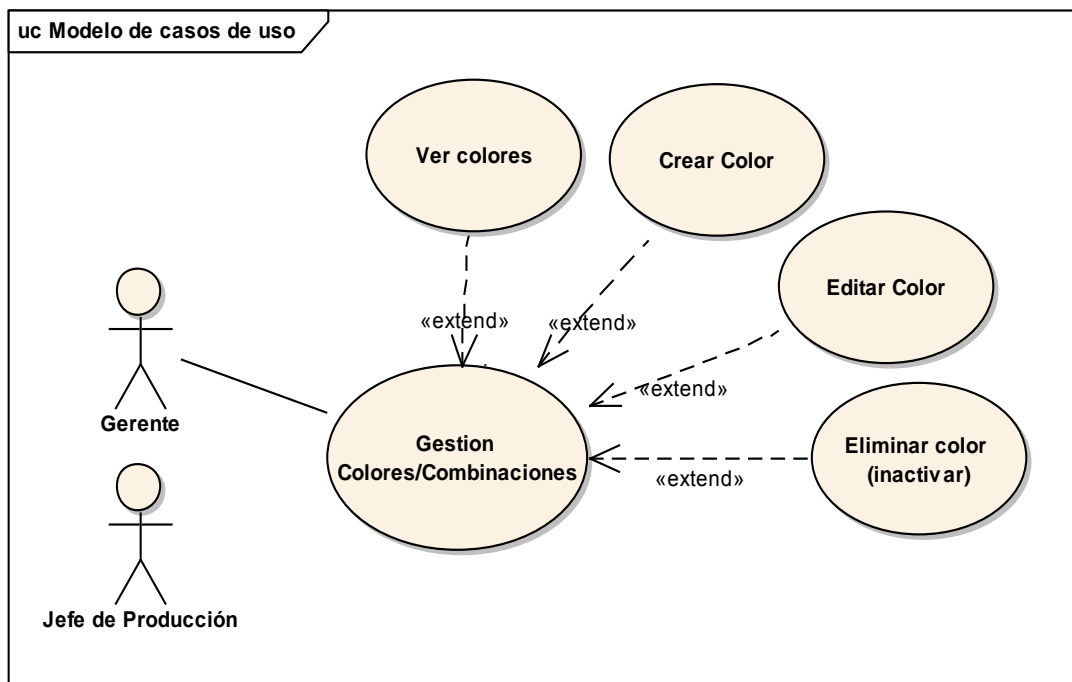 uc Modelo de casos de uso
Ver colores
Crear Color
Editar Color
«extend»
«extend»
«extend»
Gerente
Gestion
Colores/Combinaciones
Eliminar color
(inactivar)
«extend»
Jefe de Producción